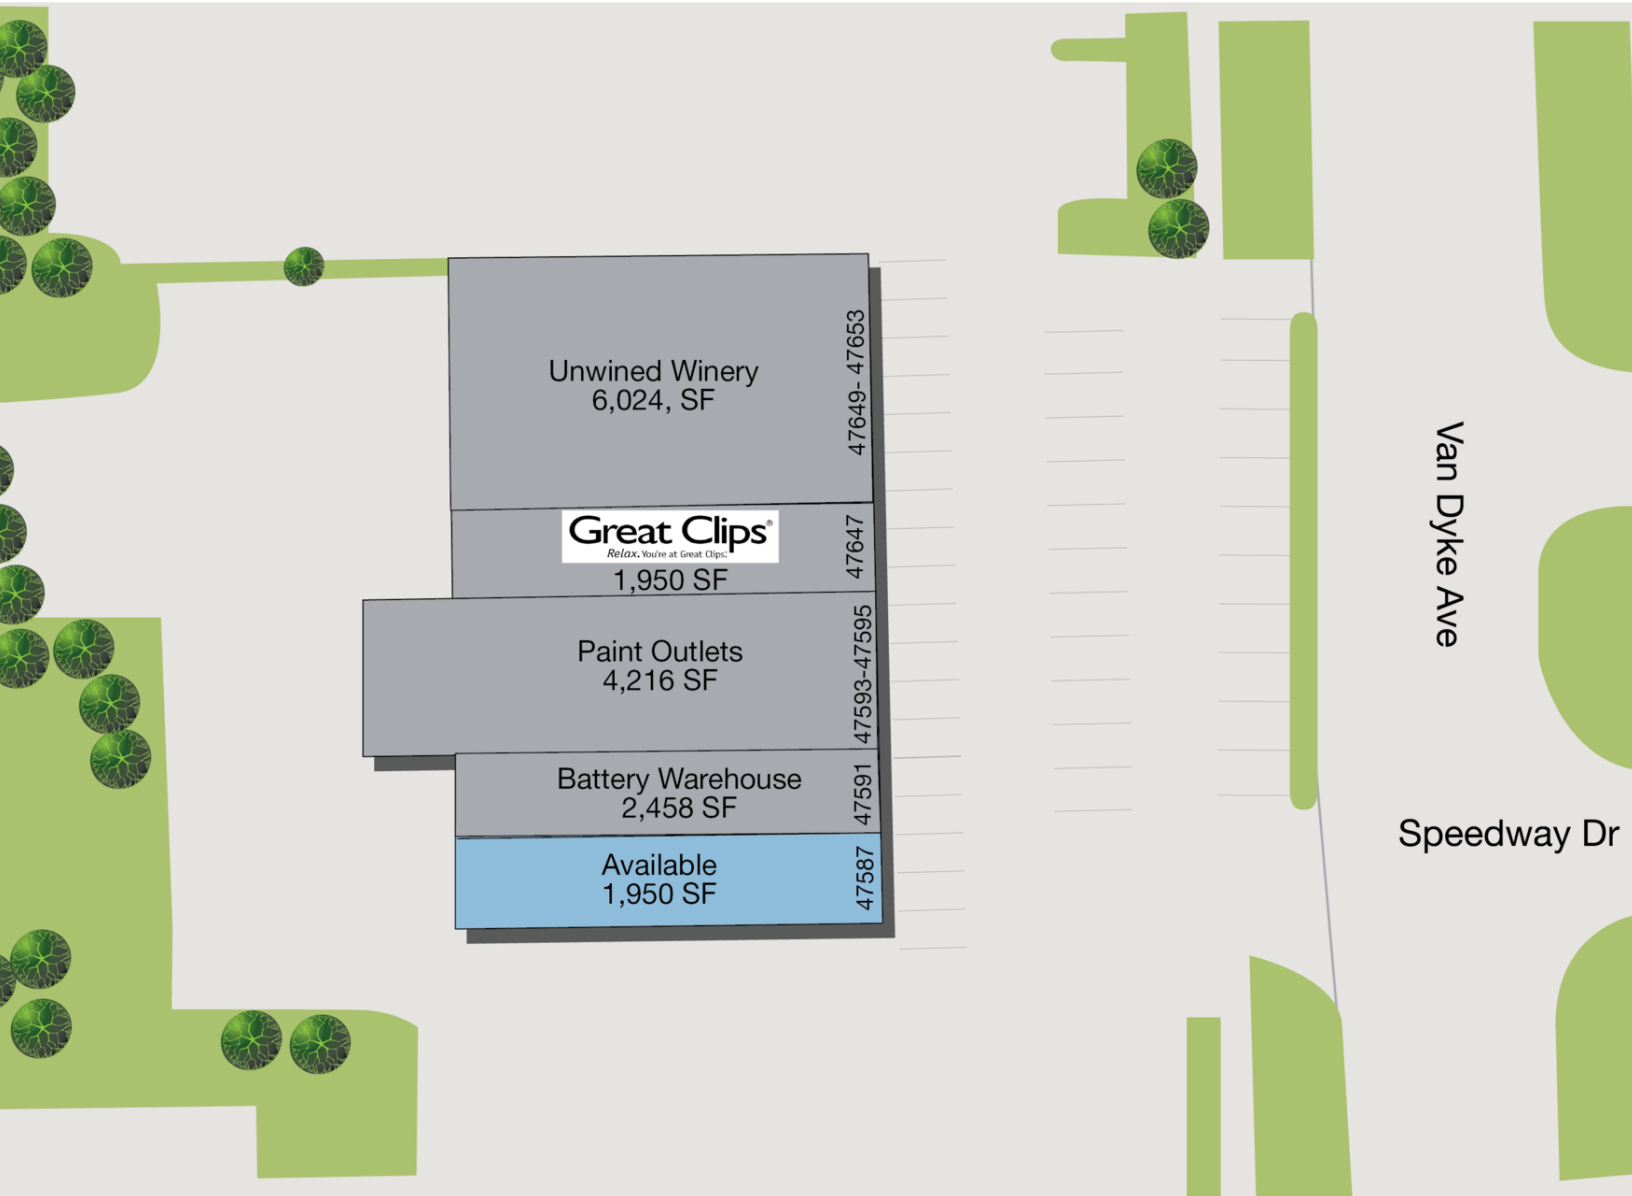 Unwined Winery
6,024, SF
47649- 47653
Great Clips®
Relax. You're at Great Clips.
1,950 SF
47647
Paint Outlets
4,216 SF
47593-47595
Battery Warehouse
2,458 SF
47591
Available
1,950 SF
47587
Van Dyke Ave
Speedway Dr